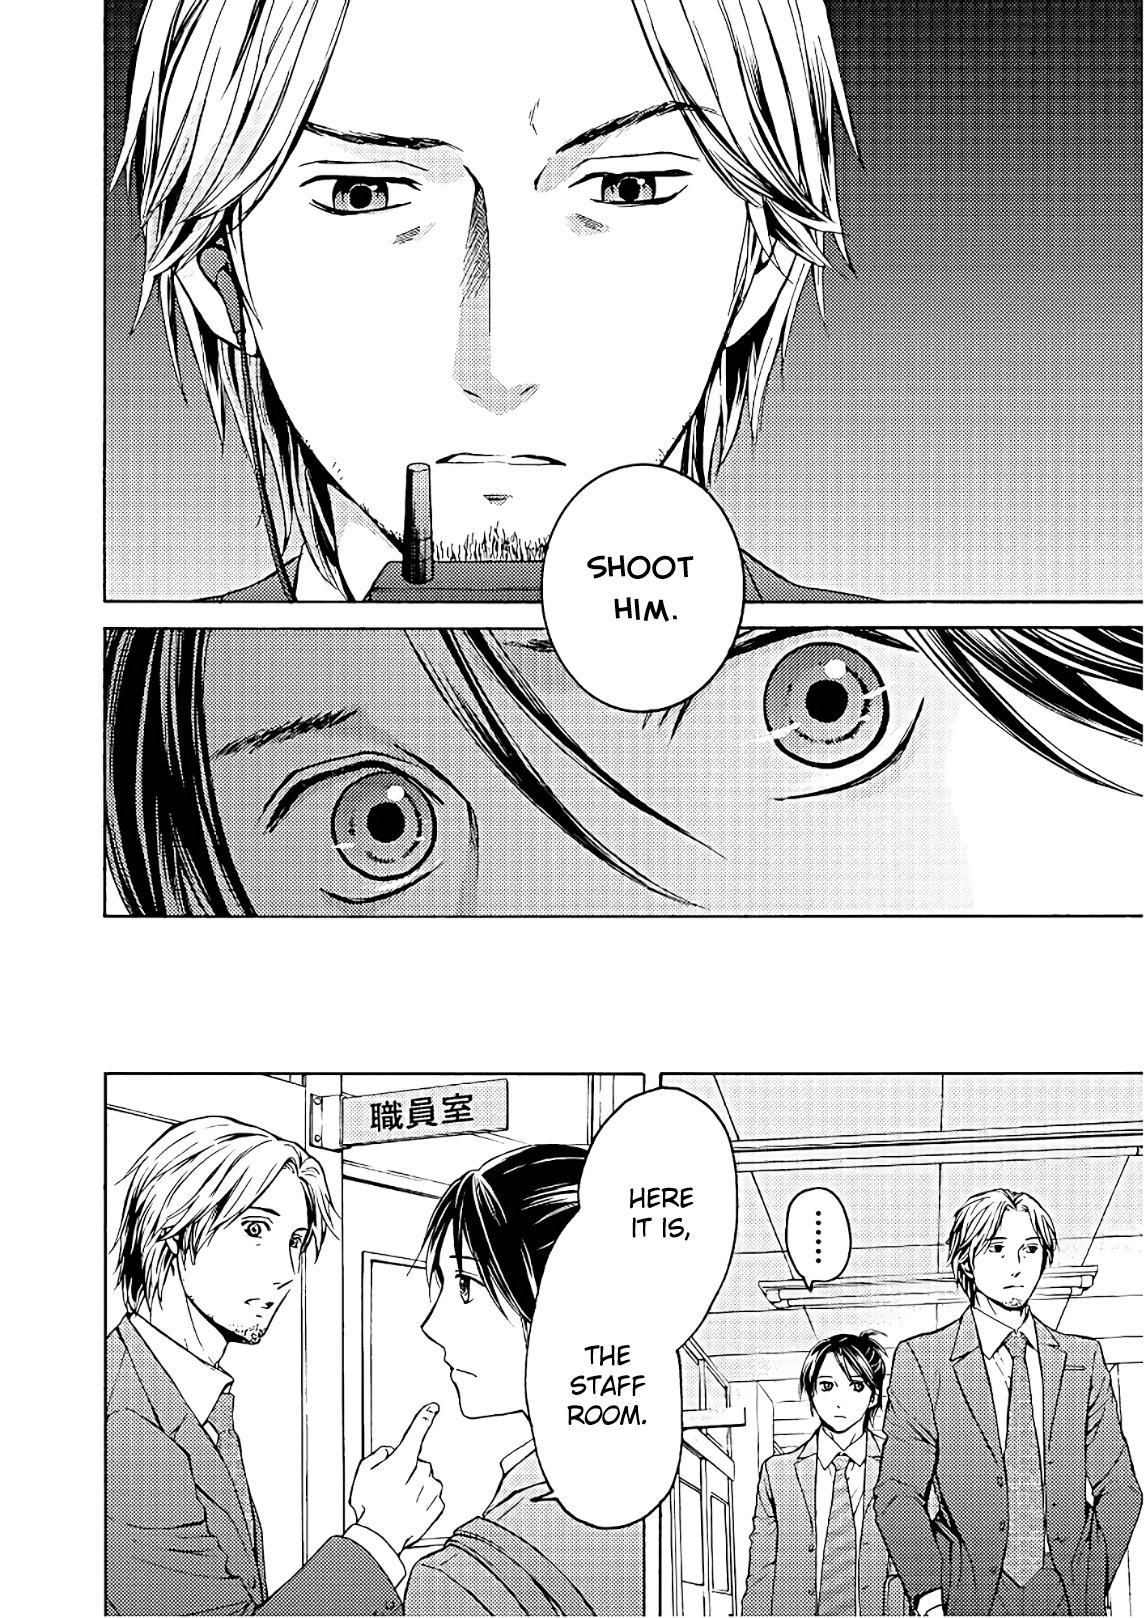 SHOOT
HIM.
......
HERE
IT IS,
THE
STAFF
ROOM.
職員室